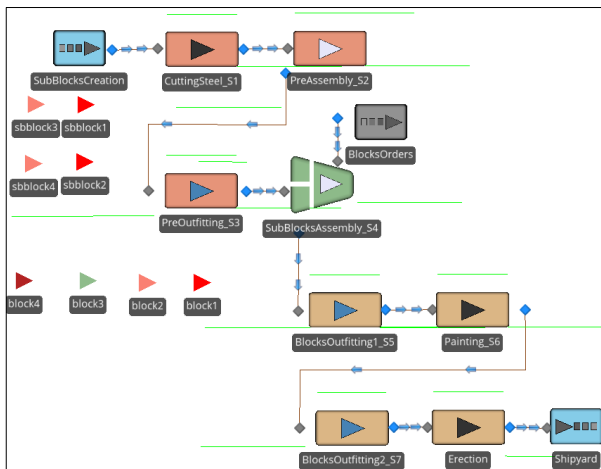 SubBlocksCreation
CuttingSteel_S1
PreAssembly_S2
sbblock3
sbblock1
BlocksOrders
sbblock4
sbblock2
PreOutfitting_S3
SubBlocksAssembly_S4
block4
block3
block2
block1
BlocksOutfitting1_S5
Painting_S6
BlocksOutfitting2_S7
Erection
Shipyard